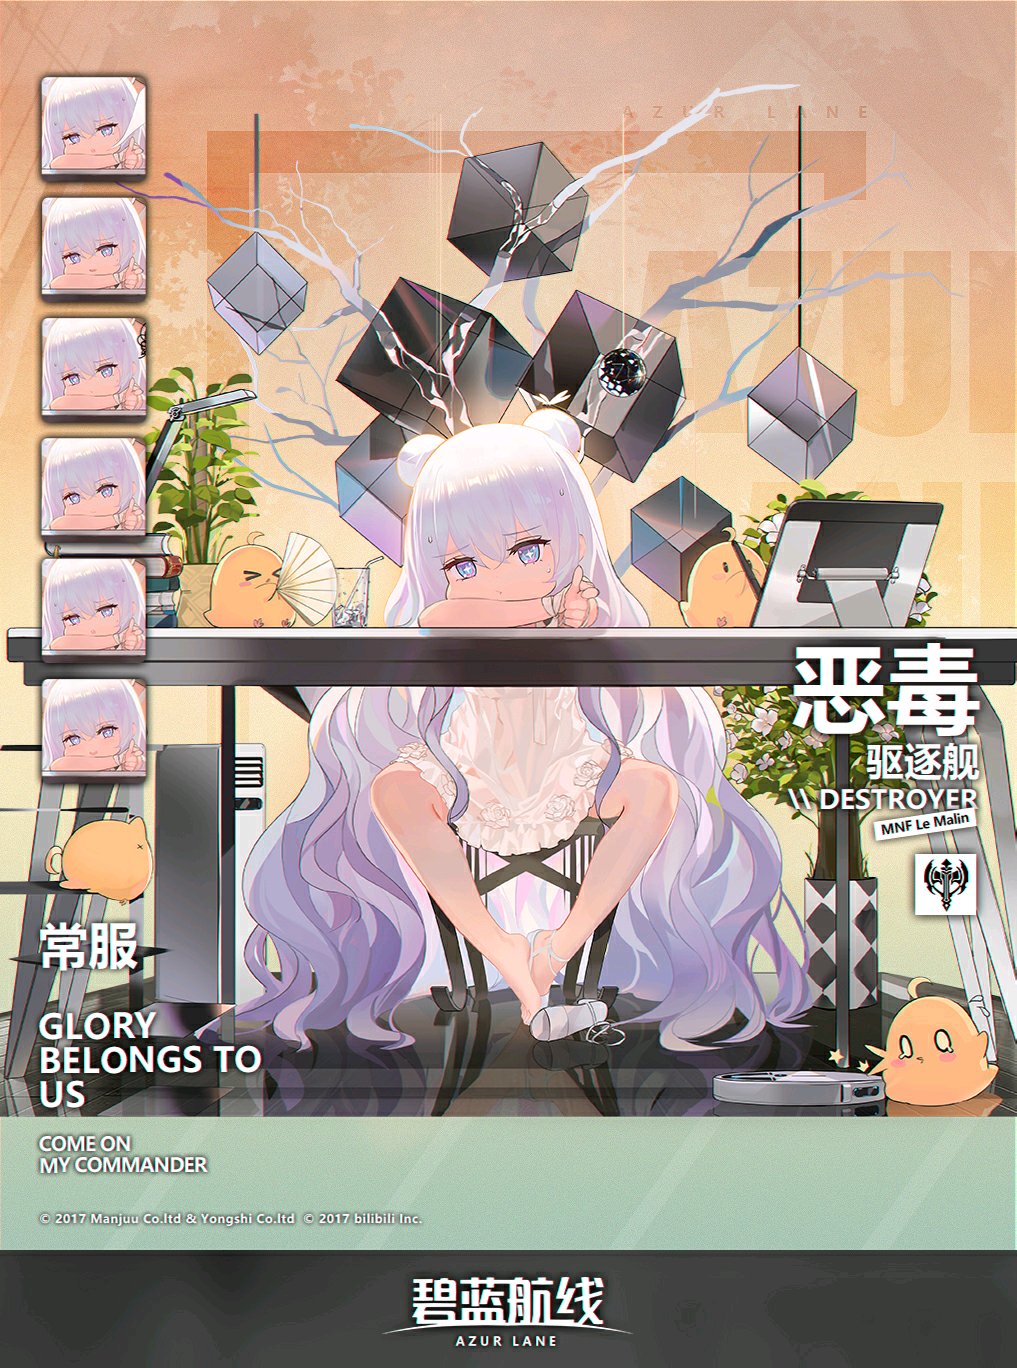 AZUR LANE
AZUR
恶毒
驱逐舰
\\ DESTROYER
MNF Le Malin
常服
GLORY
BELONGS TO
US
COME ON
MY COMMANDER
© 2017 Manjuu Co.ltd & Yongshi Co.ltd © 2017 bilibili Inc.
碧蓝航线
AZUR LANE